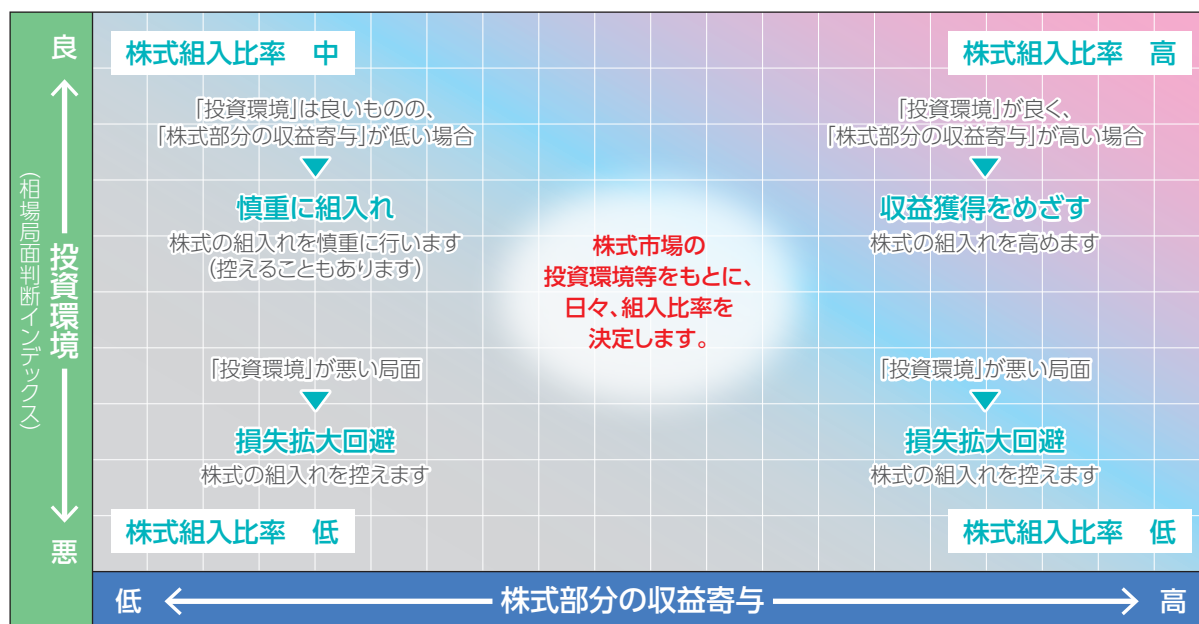 良
投資環境
(相場局面判断インデックス)
悪
株式組入比率 中
「投資環境」は良いものの、
「株式部分の収益寄与」が低い場合
慎重に組入れ
株式の組入れを慎重に行います
(控えることもあります)
株式組入比率 高
「投資環境」が良く、
「株式部分の収益寄与」が高い場合
収益獲得をめざす
株式の組入れを高めます
株式市場の
投資環境等をもとに、
日々、組入比率を
決定します。
「投資環境」が悪い局面
損失拡大回避
株式の組入れを控えます
株式組入比率 低
「投資環境」が悪い局面
損失拡大回避
株式の組入れを控えます
株式組入比率 低
低 株式部分の収益寄与 高